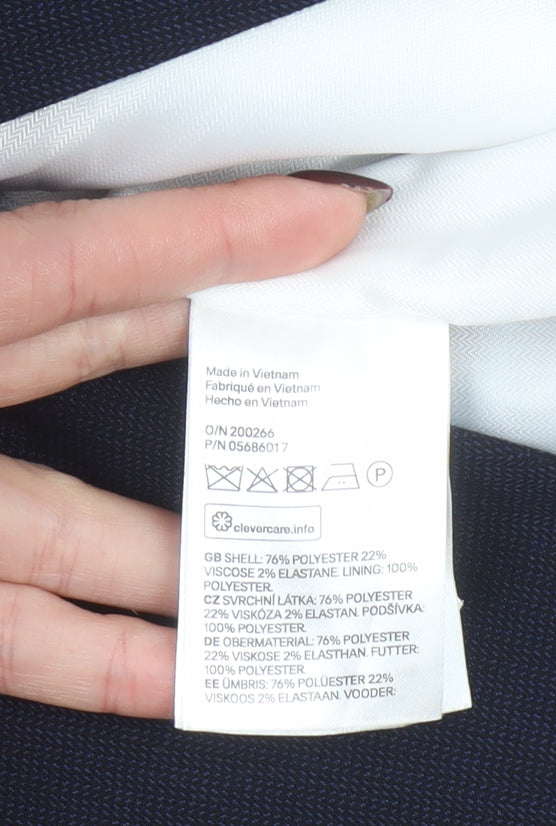 Made in Vietnam
Fabriqué en Vietnam
Hecho en Vietnam
O/N 200266
P/N 05686017
P
clevercare.info
GB SHELL: 76% POLYESTER 22%
VISCOSE 2% ELASTANE. LINING: 100%
POLYESTER.
CZ SVRCHNÍ LÁTKA: 76% POLYESTER
22% VISKÓZA 2% ELASTAN. PODŠÍVKA:
100% POLYESTER.
DE OBERMATERIAL: 76% POLYESTER
22% VISKOSE 2% ELASTHAN. FUTTER:
100% POLYESTER.
EE ÜMBRIS: 76% POLÜESTER 22%
VISKOOS 2% ELASTAAN. VOODER: